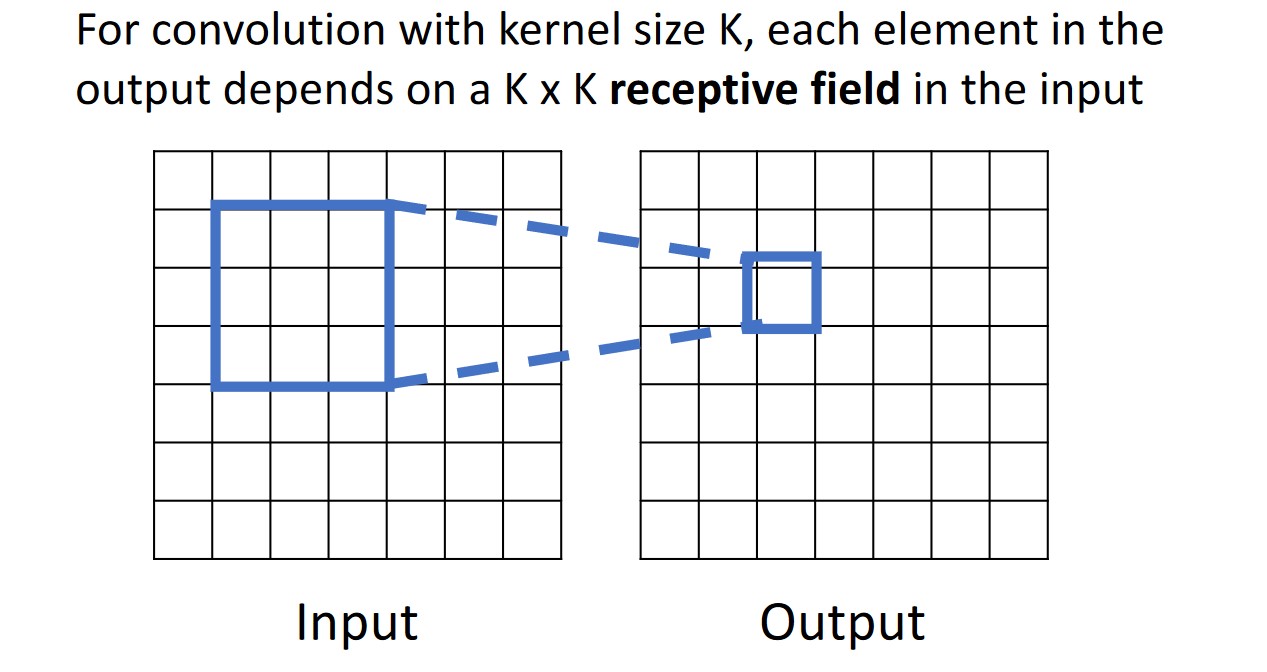 For convolution with kernel size K, each element in the
output depends on a K x K receptive field in the input
Input
Output